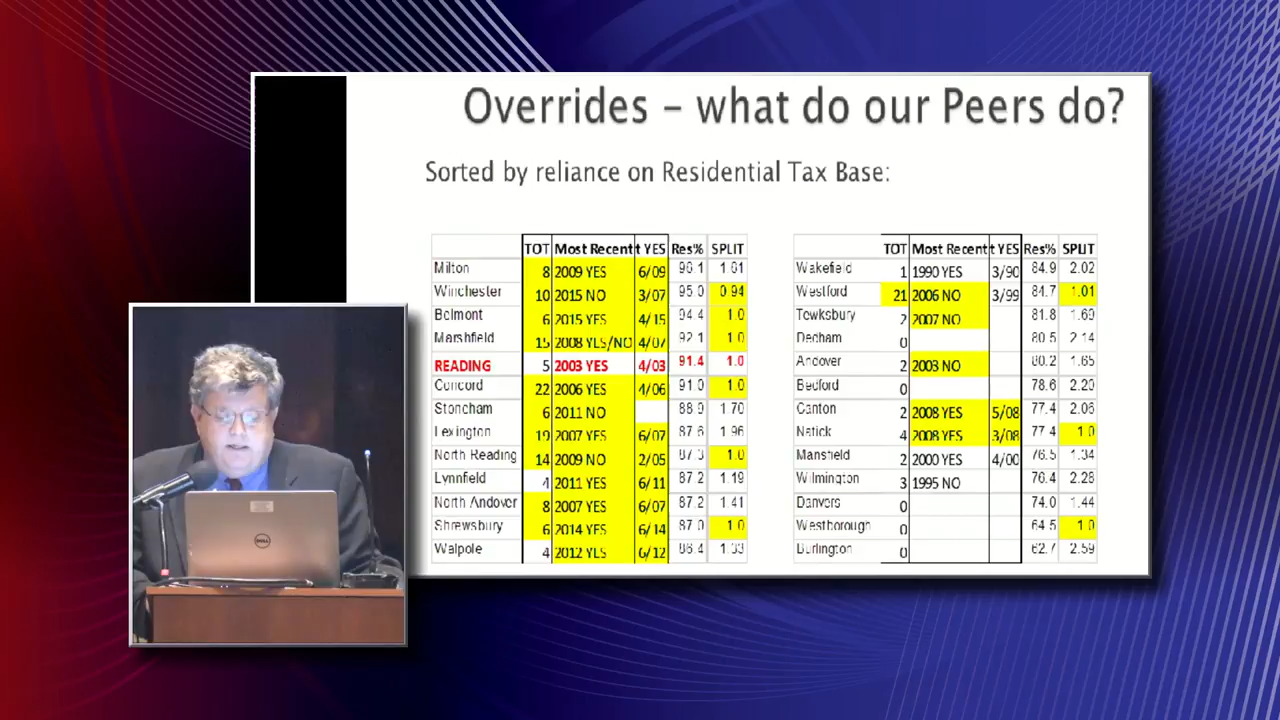 Overrides – what do our Peers do?
Sorted by reliance on Residential Tax Base:
TOT Most Recent t YES Res% SPLIT
Milton 8 2009 YES 6/09 96.1 1.61
Winchester 10 2015 NO 3/07 95.0 0.94
Belmont 6 2015 YES 4/15 94.4 1.0
Marshfield 15 2008 YES/NO 4/07 92.1 1.0
READING 5 2003 YES 4/03 91.4 1.0
Concord 22 2006 YES 4/06 91.0 1.0
Stoneham 6 2011 NO 88.9 1.70
Lexington 19 2007 YES 6/07 87.6 1.96
North Reading 14 2009 NO 2/05 87.3 1.0
Lynnfield 4 2011 YES 6/11 87.2 1.19
North Andover 8 2007 YES 6/07 87.2 1.41
Shrewsbury 6 2014 YES 6/14 87.0 1.0
Walpole 4 2012 YES 6/12 86.4 1.33
TOT Most Recent t YES Res% SPLIT
Wakefield 1 1990 YES 3/90 84.9 2.02
Westford 21 2006 NO 3/99 84.7 1.01
Tewksbury 2 2007 NO 81.8 1.69
Dedham 0 80.5 2.14
Andover 2 2003 NO 80.2 1.65
Bedford 0 78.6 2.20
Canton 2 2008 YES 5/08 77.4 2.06
Natick 4 2008 YES 3/08 77.4 1.0
Mansfield 2 2000 YES 4/00 76.5 1.34
Wilmington 3 1995 NO 76.4 2.28
Danvers 0 74.0 1.44
Westborough 0 64.5 1.0
Burlington 0 62.7 2.59
DELL